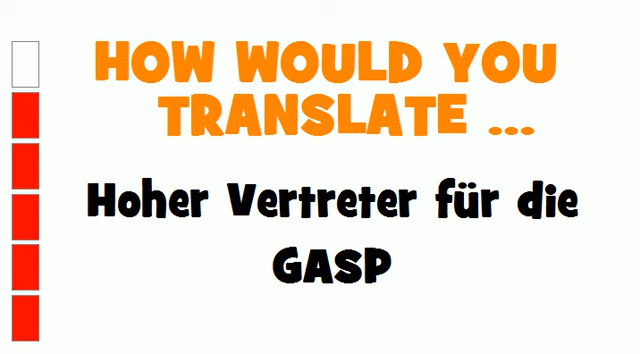 HOW WOULD YOU
TRANSLATE ...
Hoher Vertreter für die
GASP